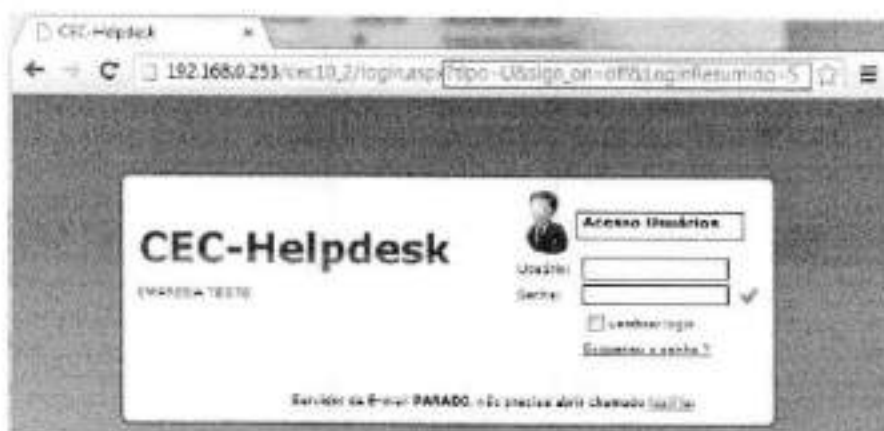 CEC-Helpdesk
192.168.0.253/cec10_2/login.aspx?tipo=U&sign_on=off&LoginResumido=S
Acesso Usuários
CEC-Helpdesk
Usuário:
EMPRESA TESTE
Senha:
Lembrar login
Esqueceu a senha ?
Servidor de E-mail PARADO, não precisa abrir chamado